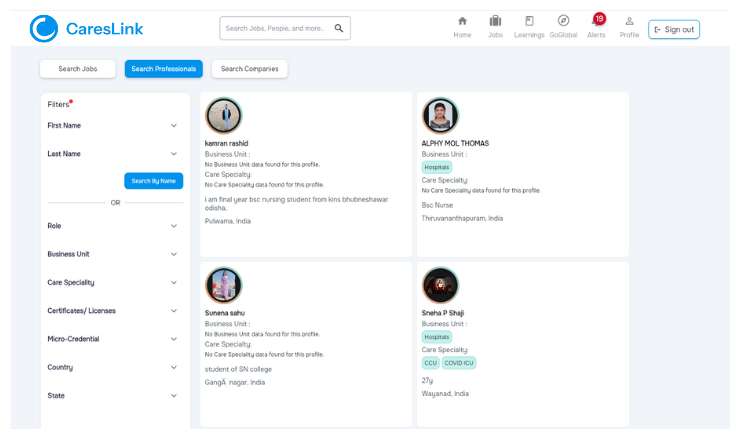 CaresLink
Search Jobs, People, and more..
19
Home
Jobs
Learnings
GoGlobal
Alerts
Profile
Sign out
Search Jobs
Search Professionals
Search Companies
Filters
First Name
Last Name
Search By Name
OR
Role
Business Unit
Care Speciality
Certificates/ Licenses
Micro-Credential
Country
State
kamran rashid
Business Unit :
No Business Unit data found for this profile.
Care Specialty:
No Care Speciality data found for this profile.
i am final year bsc nursing student from kins bhubneshawar
odisha,
Pulwama, India
ALPHY MOL THOMAS
Business Unit :
Hospitals
Care Specialty:
No Care Speciality data found for this profile.
Bsc Nurse
Thiruvananthapuram, India
Sunena sahu
Business Unit :
No Business Unit data found for this profile.
Care Specialty:
No Care Speciality data found for this profile.
student of SN college
GangÄ nagar, India
Sneha P Shaji
Business Unit :
Hospitals
Care Specialty:
CCU
COVID ICU
27y
Wayanad, India